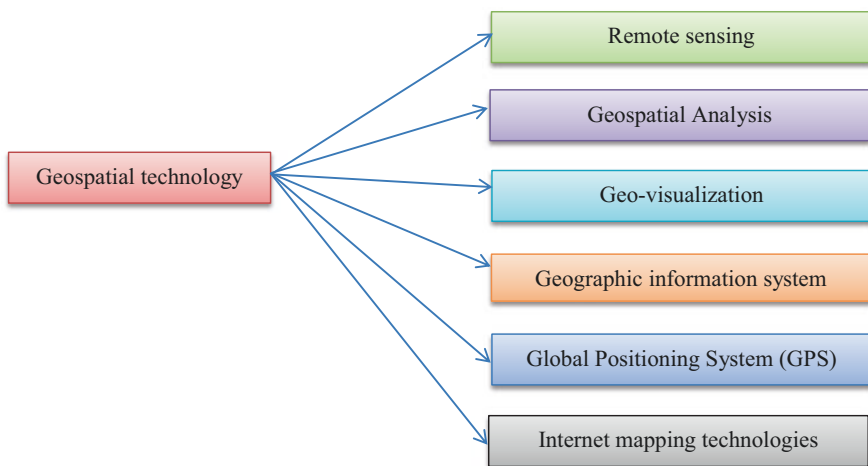 Remote sensing
Geospatial Analysis
Geospatial technology
Geo-visualization
Geographic information system
Global Positioning System (GPS)
Internet mapping technologies